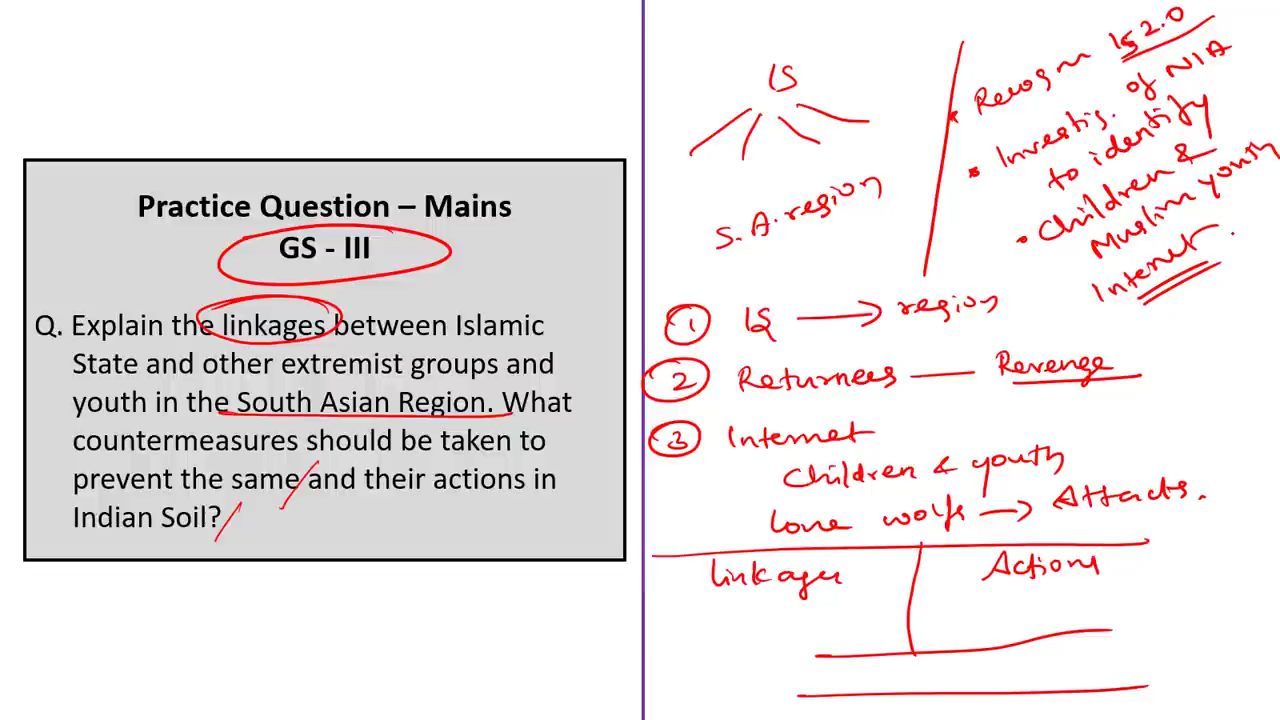 Practice Question – Mains
GS - III
Q. Explain the linkages between Islamic
State and other extremist groups and
youth in the South Asian Region. What
countermeasures should be taken to
prevent the same and their actions in
Indian Soil?
IS
S. A. region
IS 2.0
• Investig. of NIA
to identify
• Children &
Muslim youth
Internet.
① IS → region
② Returnees — Revenge
③ Internet
Children & youth
Lone wolfs → Attacks.
Linkages
Actions